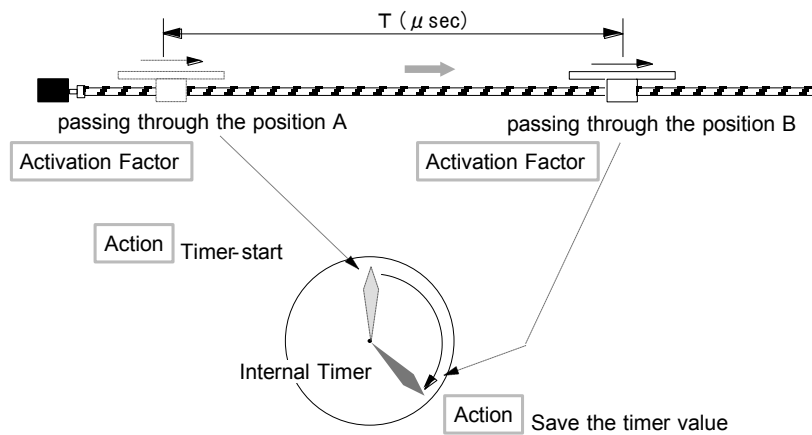 T (μsec)
passing through the position A
passing through the position B
Activation Factor
Activation Factor
Action
Timer-start
Internal Timer
Action
Save the timer value